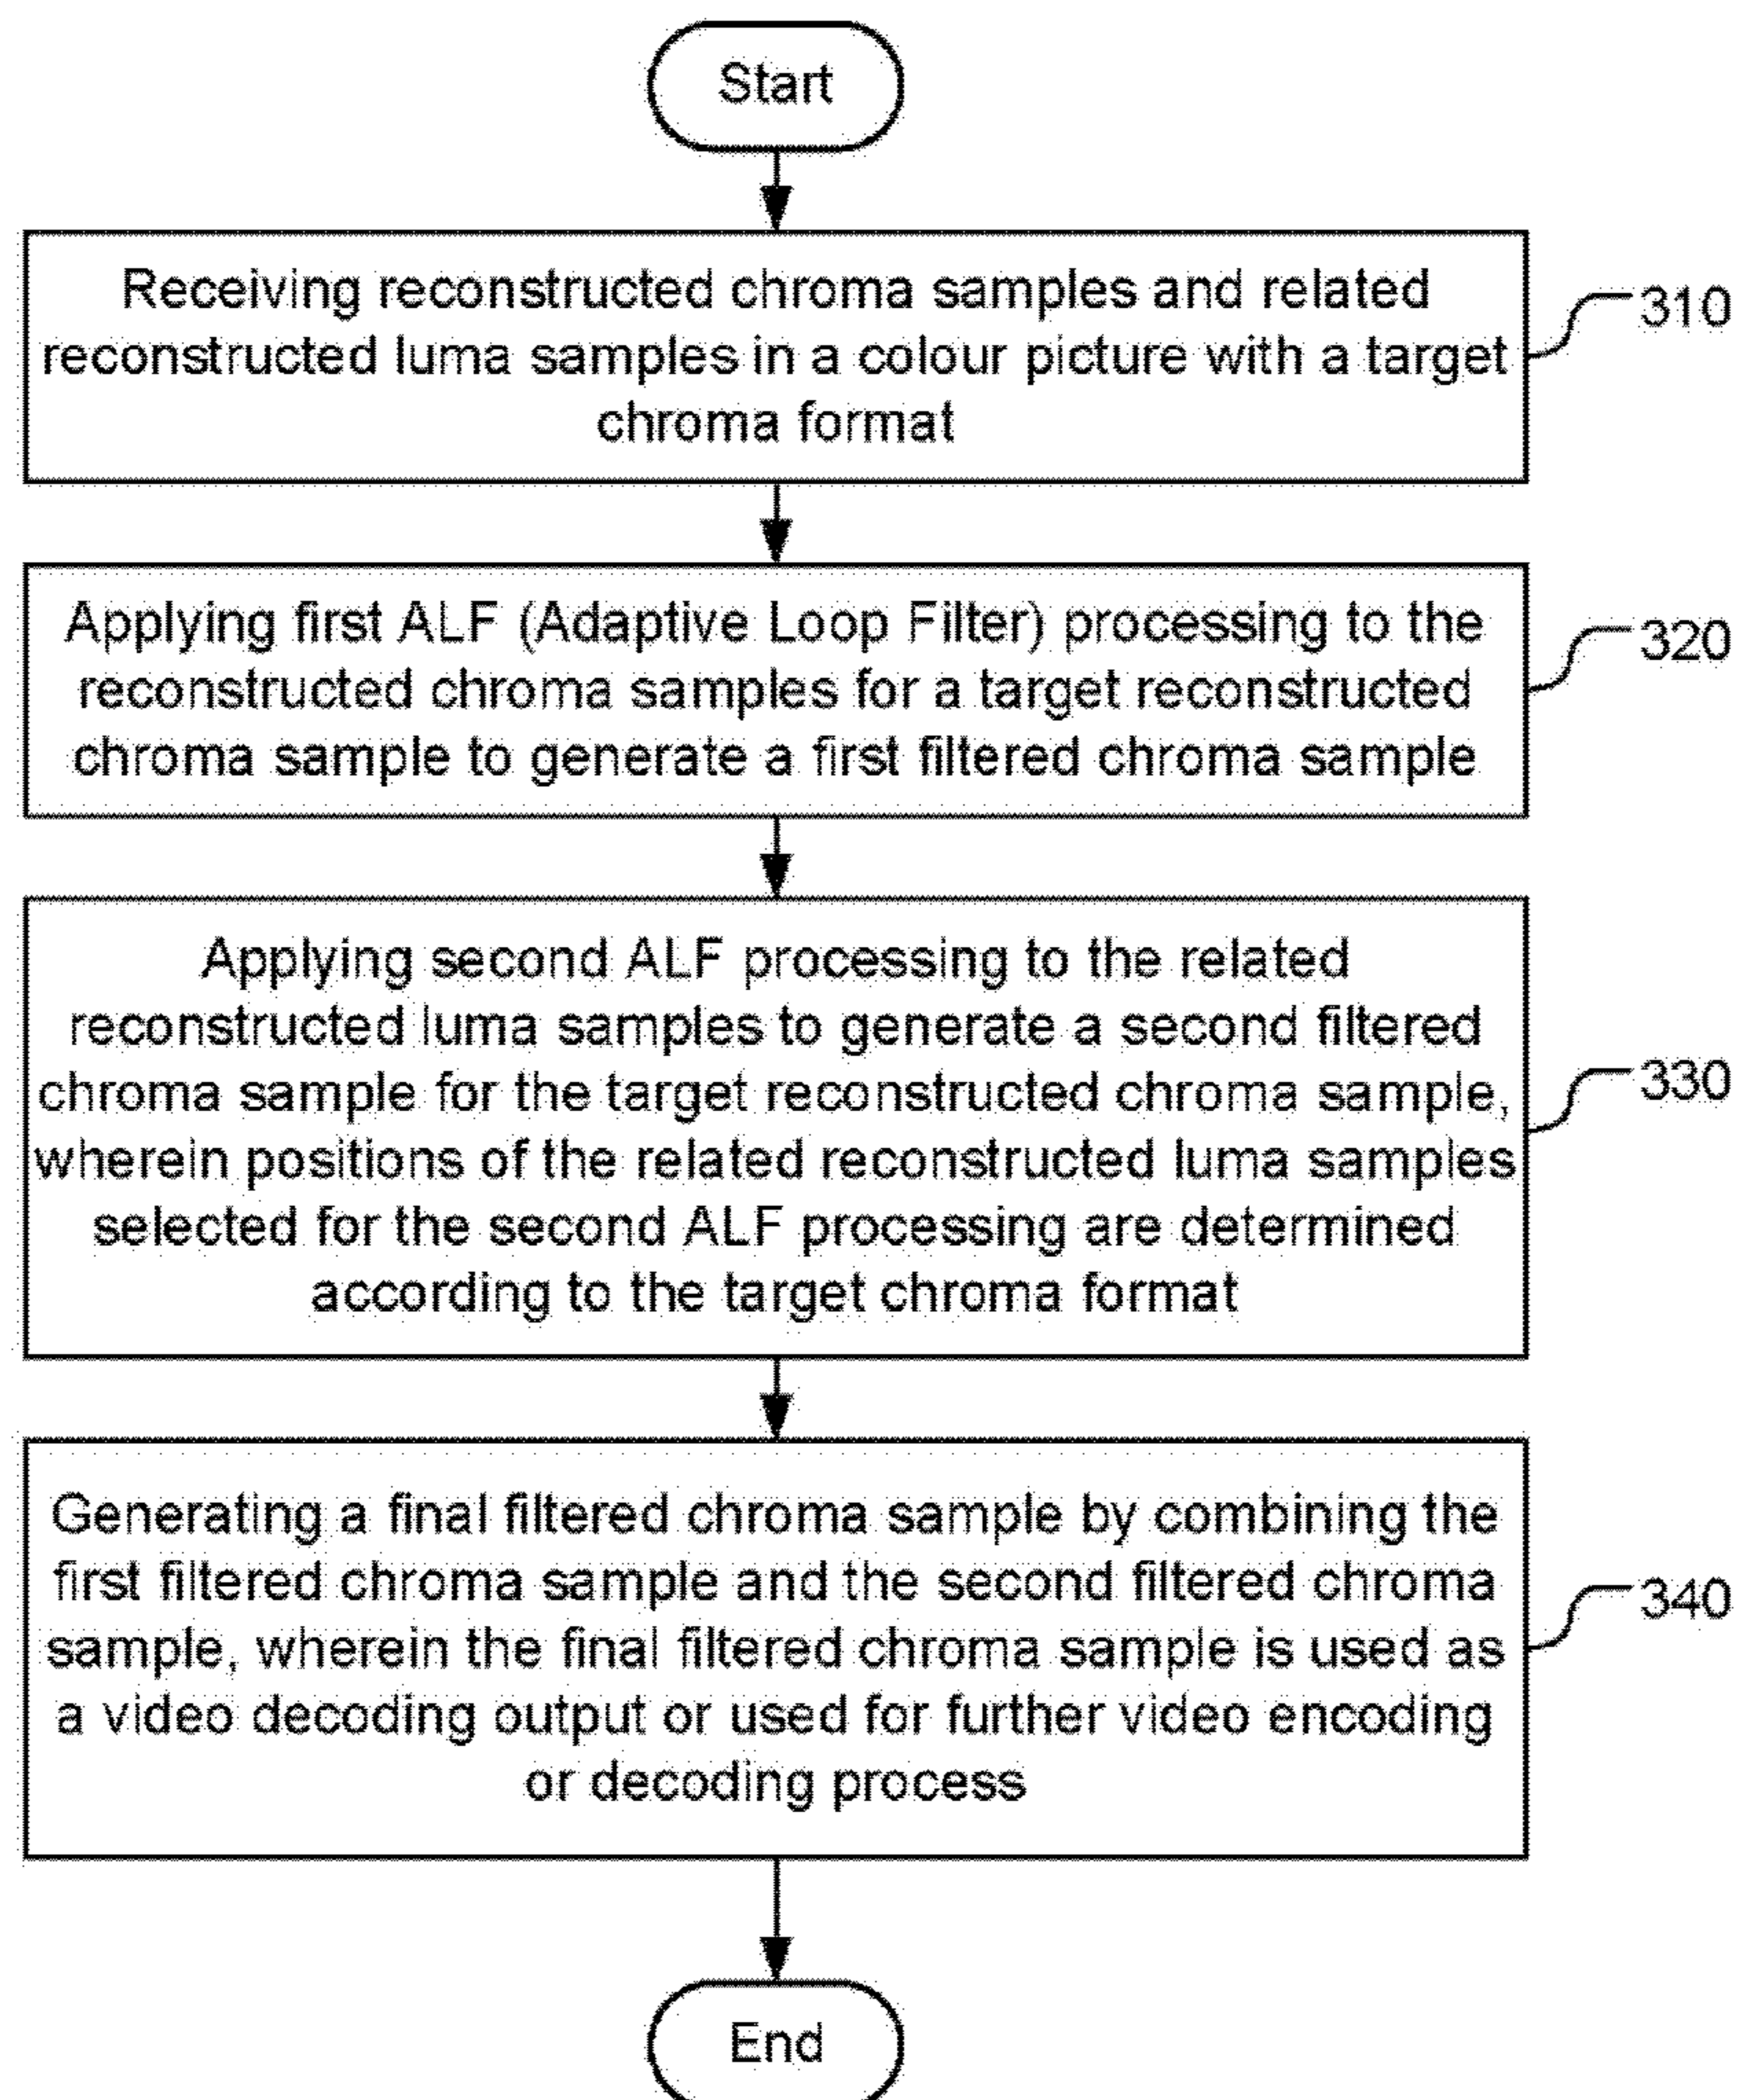 Start
Receiving reconstructed chroma samples and related
reconstructed luma samples in a colour picture with a target
chroma format
310
Applying first ALF (Adaptive Loop Filter) processing to the
reconstructed chroma samples for a target reconstructed
chroma sample to generate a first filtered chroma sample
320
Applying second ALF processing to the related
reconstructed luma samples to generate a second filtered
chroma sample for the target reconstructed chroma sample,
wherein positions of the related reconstructed luma samples
selected for the second ALF processing are determined
according to the target chroma format
330
Generating a final filtered chroma sample by combining the
first filtered chroma sample and the second filtered chroma
sample, wherein the final filtered chroma sample is used as
a video decoding output or used for further video encoding
or decoding process
340
End